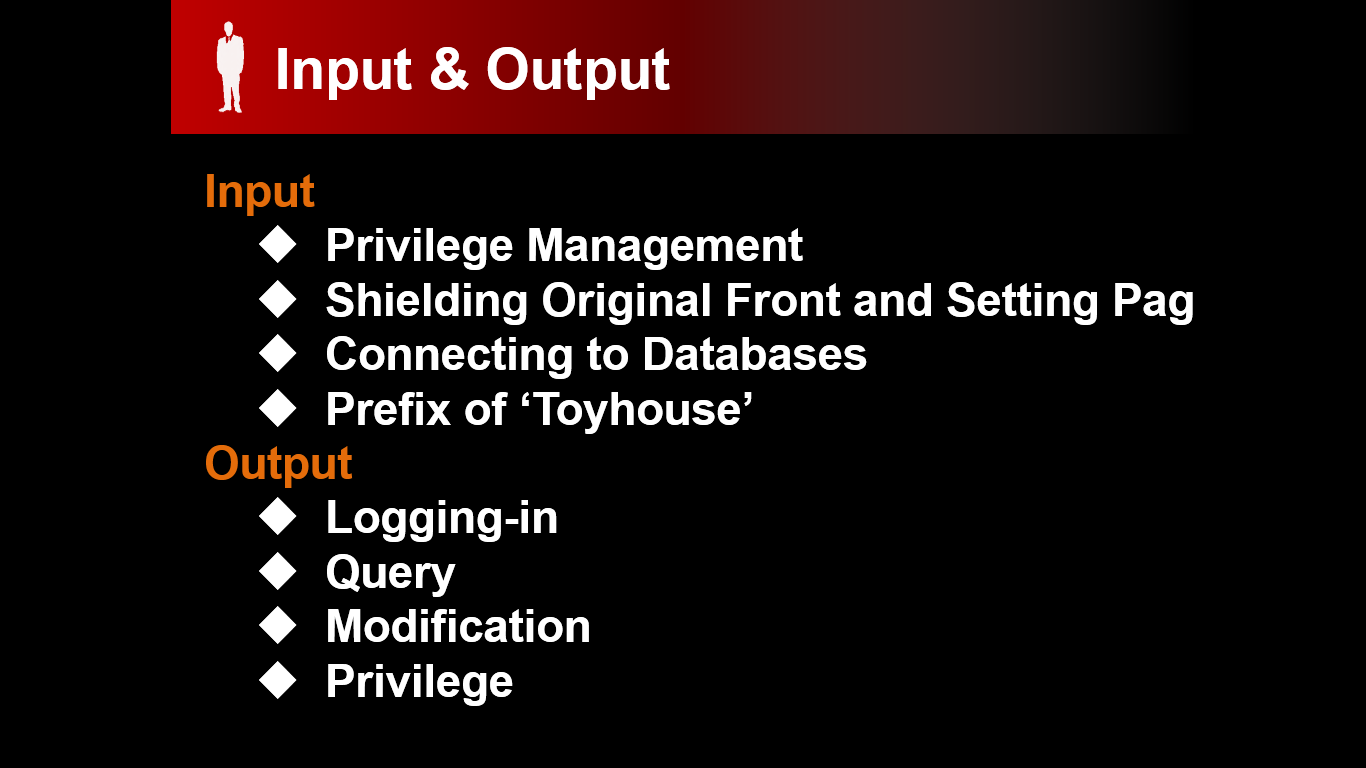 Input & Output
Input
◆ Privilege Management
◆ Shielding Original Front and Setting Pag
◆ Connecting to Databases
◆ Prefix of ‘Toyhouse’
Output
◆ Logging-in
◆ Query
◆ Modification
◆ Privilege